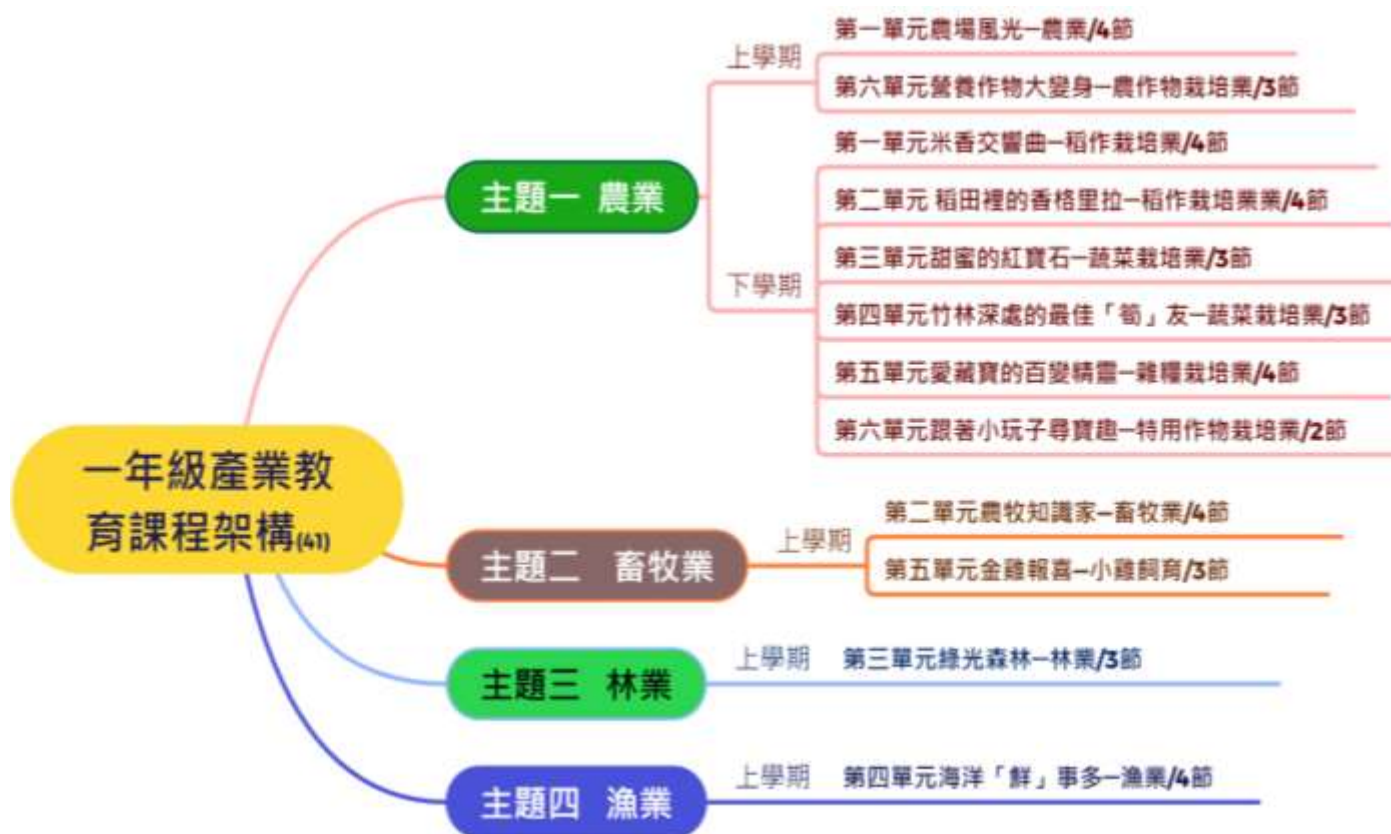 一年級產業教
育課程架構(41)
主題一 農業
上學期
第一單元農場風光—農業/4節
第六單元營養作物大變身—農作物栽培業/3節
下學期
第一單元米香交響曲—稻作栽培業/4節
第二單元 稻田裡的香格里拉—稻作栽培業業/4節
第三單元甜蜜的紅寶石—蔬菜栽培業/3節
第四單元竹林深處的最佳「筍」友—蔬菜栽培業/3節
第五單元愛藏寶的百變精靈—雜糧栽培業/4節
第六單元跟著小玩子尋寶趣—特用作物栽培業/2節
主題二 畜牧業
上學期
第二單元農牧知識家—畜牧業/4節
第五單元金雞報喜—小雞飼育/3節
主題三 林業
上學期
第三單元綠光森林—林業/3節
主題四 漁業
上學期
第四單元海洋「鮮」事多—漁業/4節